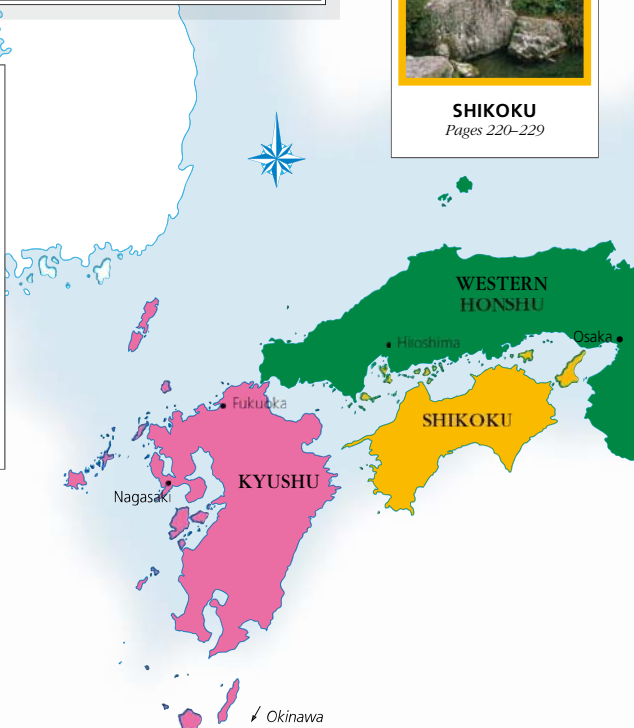 SHIKOKU
Pages 220–229
WESTERN
HONSHU
Osaka
Hiroshima
Fukuoka
SHIKOKU
KYUSHU
Nagasaki
Okinawa